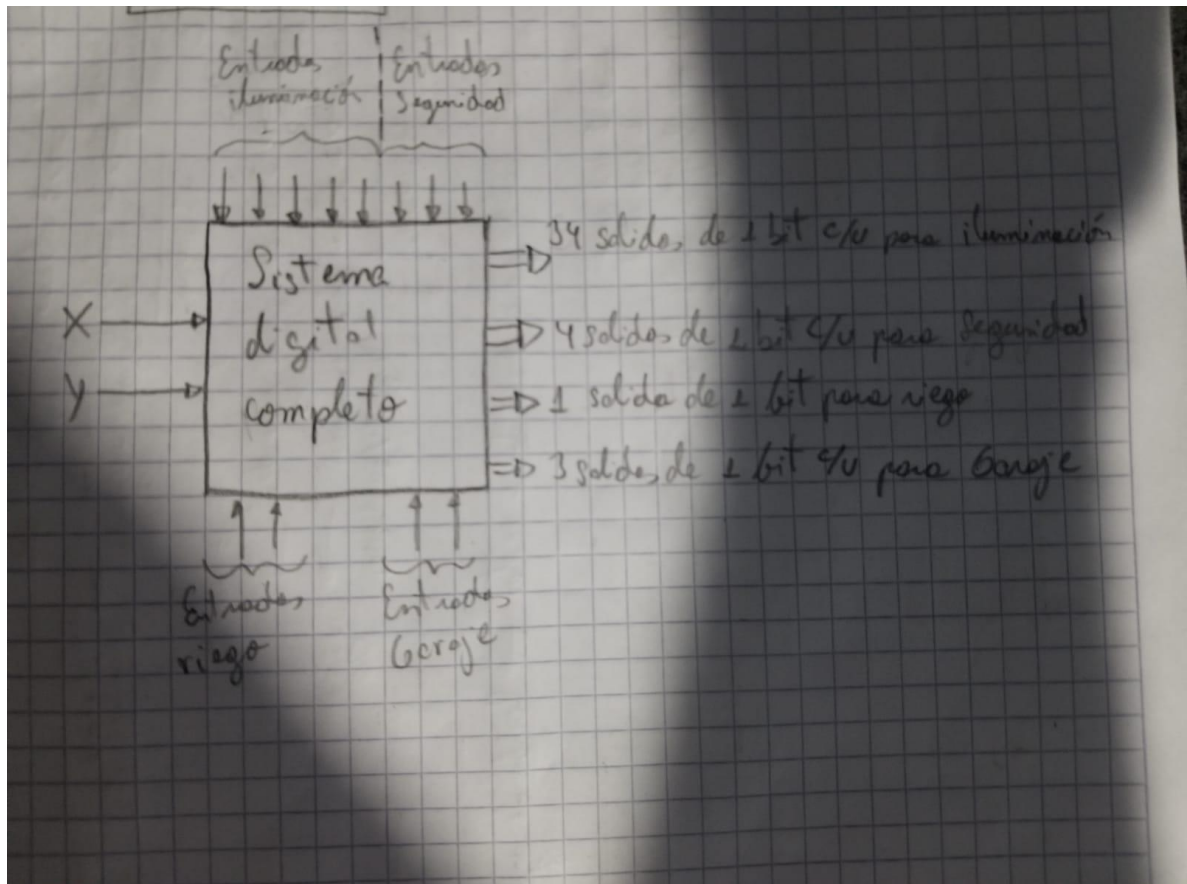 Entradas
iluminación
Entradas
Seguridad
Sistema
digital
completo
X
Y
34 salidas de 1 bit c/u para iluminación
4 salidas de 1 bit c/u para Seguridad
1 salida de 1 bit para riego
3 salidas de 1 bit c/u para Garaje
Entradas
riego
Entradas
Garaje